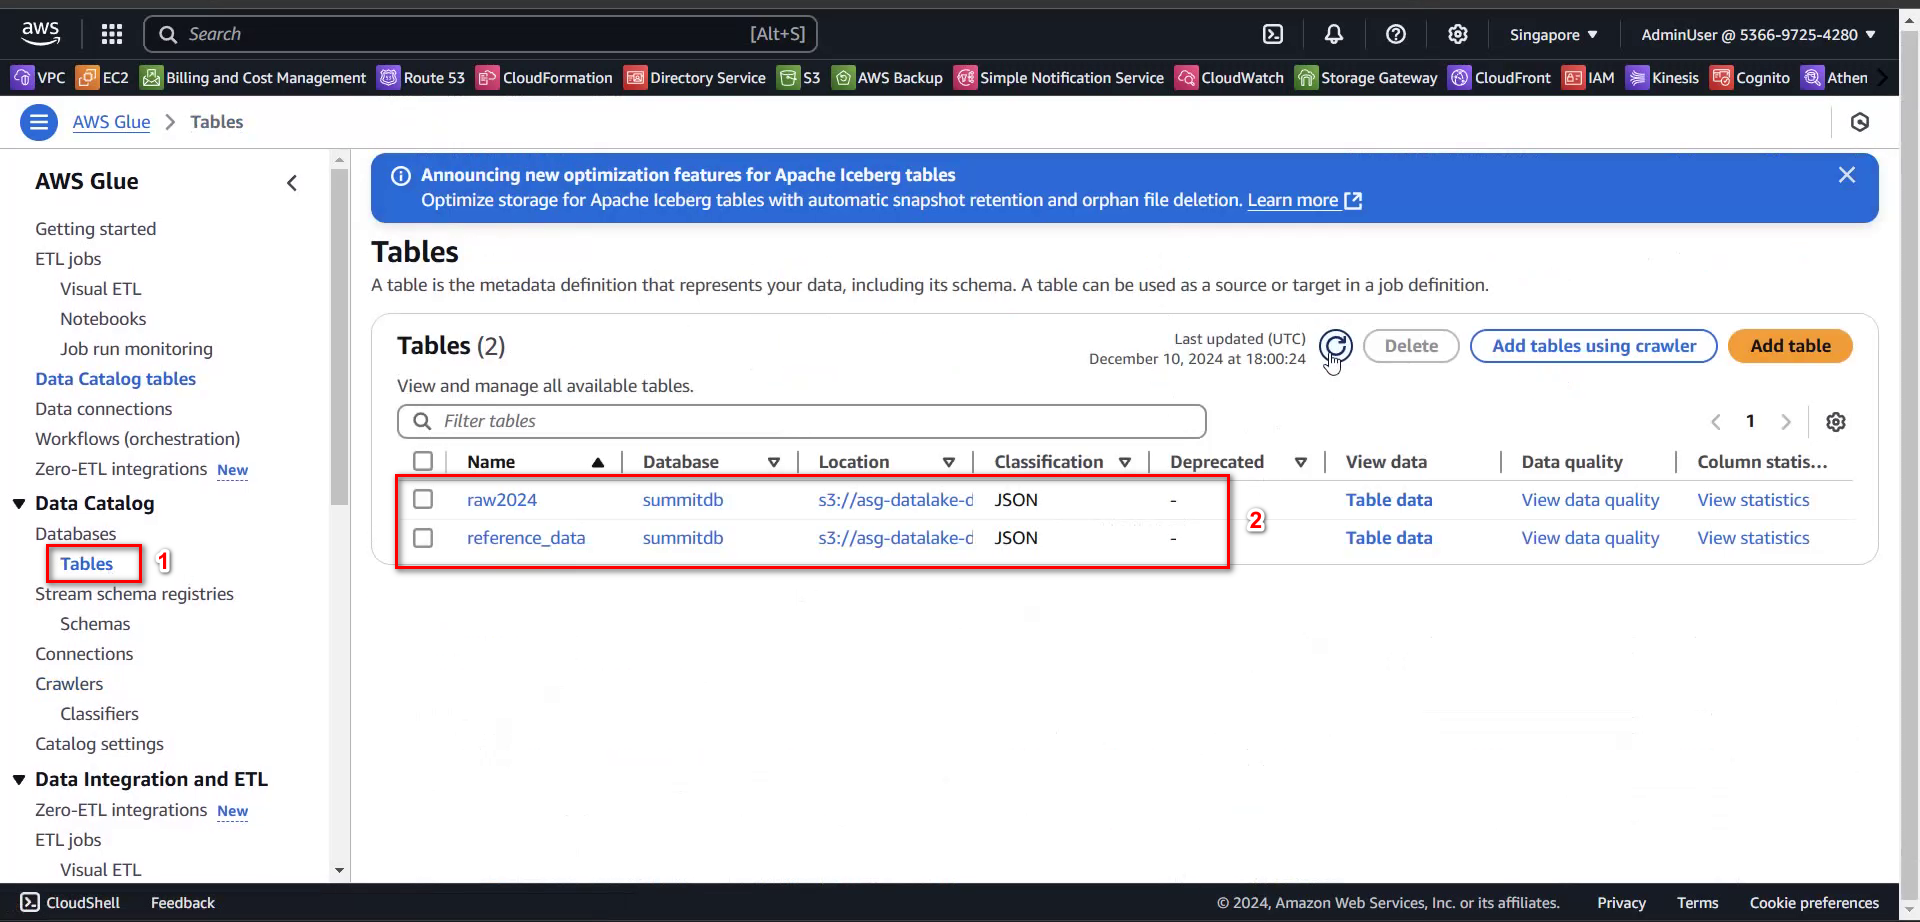 aws
Search [Alt+S]
Singapore ▼ AdminUser @ 5366-9725-4280 ▼
VPC EC2 Billing and Cost Management Route 53 CloudFormation Directory Service S3 AWS Backup Simple Notification Service CloudWatch Storage Gateway CloudFront IAM Kinesis Cognito Athen
AWS Glue > Tables
AWS Glue
Getting started
ETL jobs
Visual ETL
Notebooks
Job run monitoring
Data Catalog tables
Data connections
Workflows (orchestration)
Zero-ETL integrations New
Data Catalog
Databases
Tables 1
Stream schema registries
Schemas
Connections
Crawlers
Classifiers
Catalog settings
Data Integration and ETL
Zero-ETL integrations New
ETL jobs
Visual ETL
Announcing new optimization features for Apache Iceberg tables
Optimize storage for Apache Iceberg tables with automatic snapshot retention and orphan file deletion. Learn more
Tables
A table is the metadata definition that represents your data, including its schema. A table can be used as a source or target in a job definition.
Tables (2)
Last updated (UTC)
December 10, 2024 at 18:00:24
Delete Add tables using crawler Add table
View and manage all available tables.
Filter tables
1
Name Database Location Classification Deprecated View data Data quality Column statis...
raw2024 summitdb s3://asg-datalake-d JSON - Table data View data quality View statistics
2
reference_data summitdb s3://asg-datalake-d JSON - Table data View data quality View statistics
CloudShell Feedback © 2024, Amazon Web Services, Inc. or its affiliates. Privacy Terms Cookie preferences